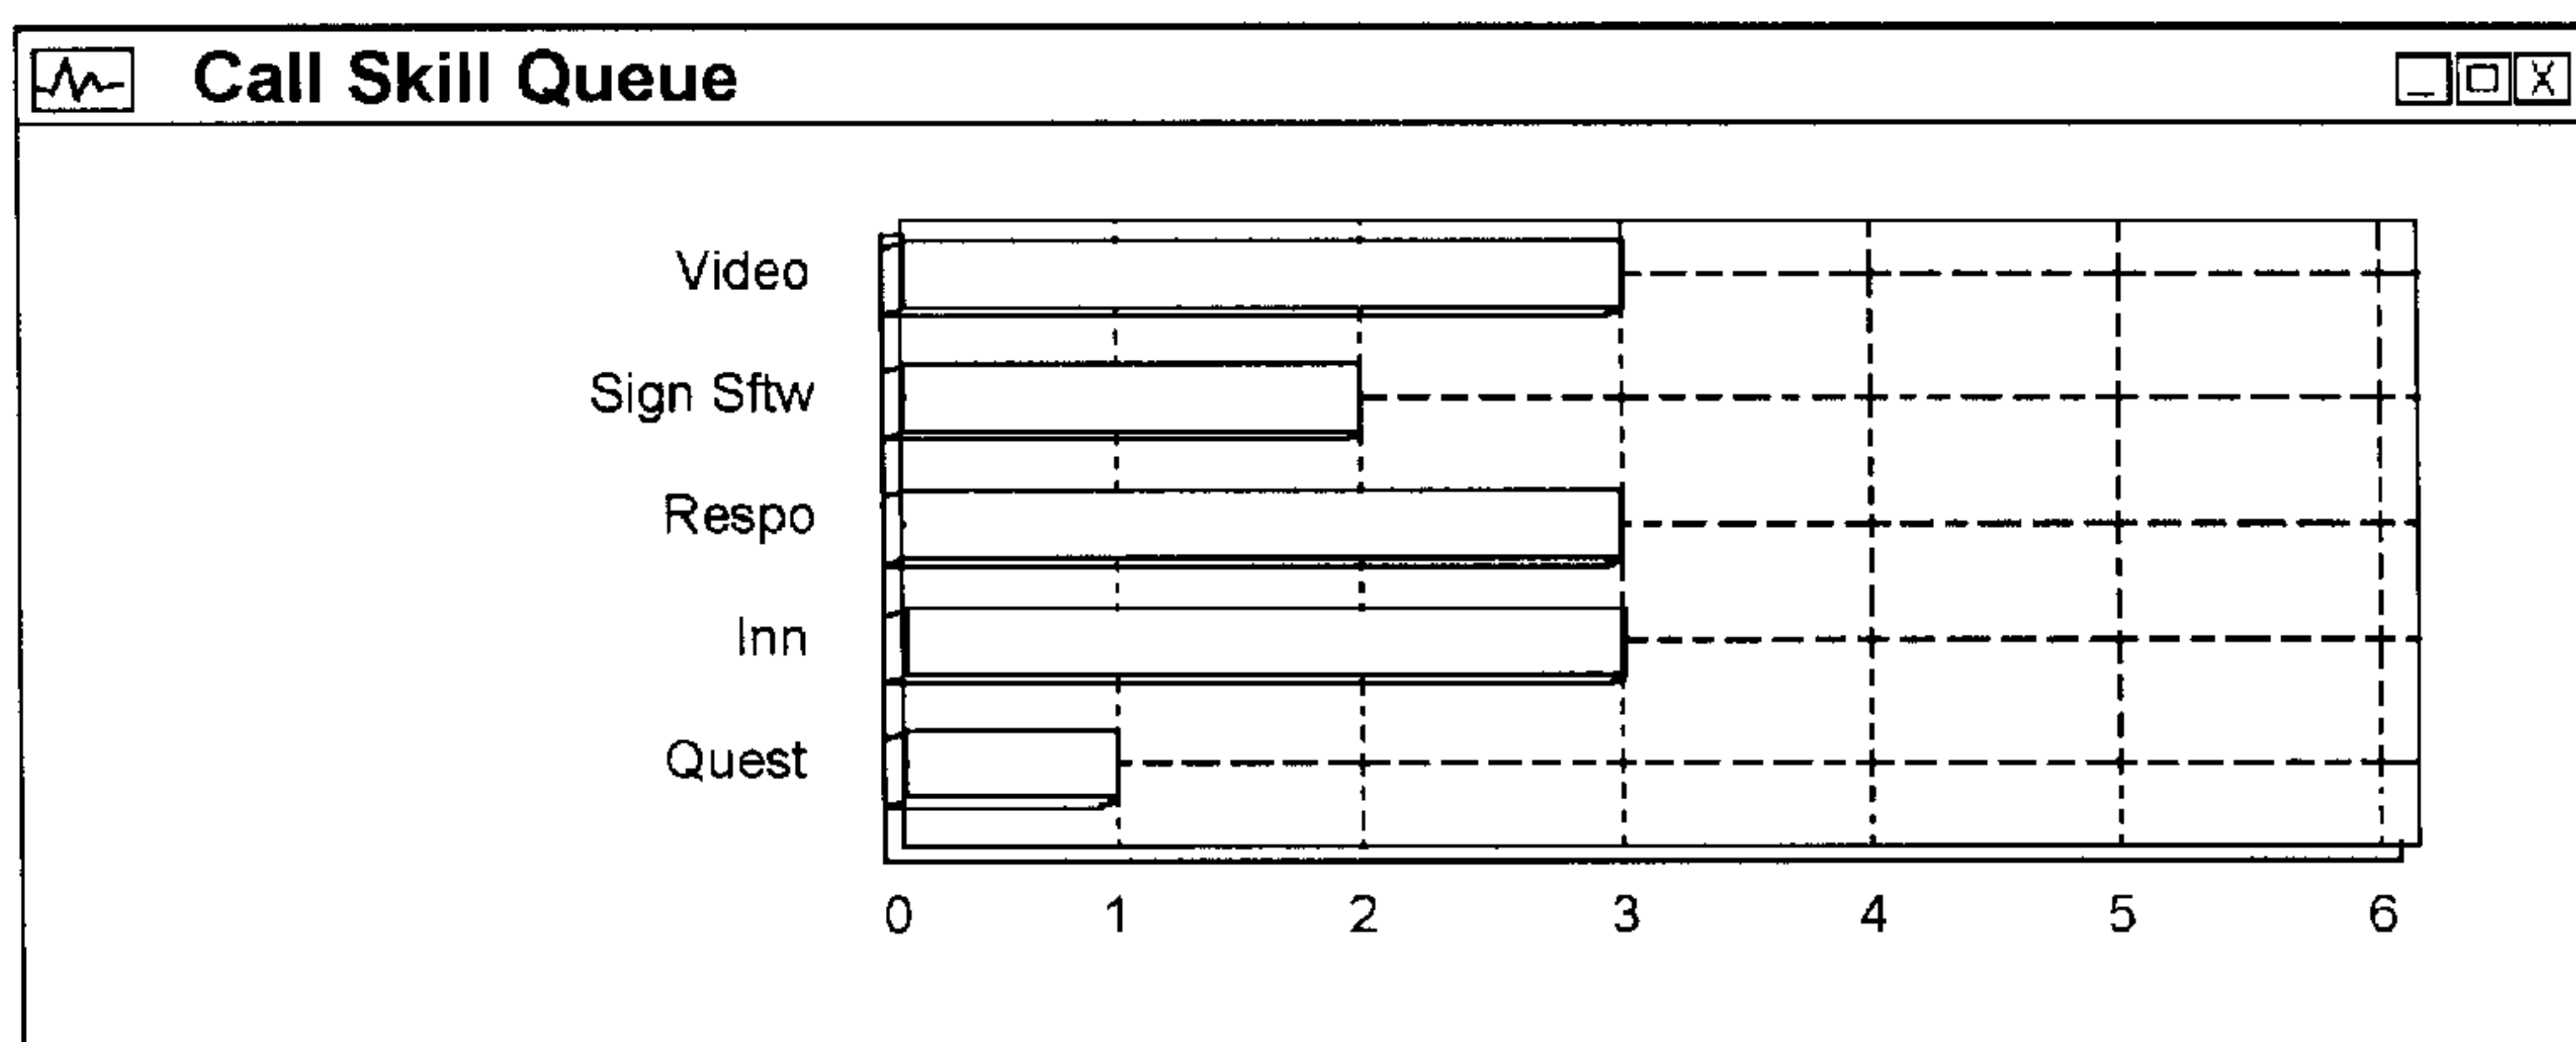 Call Skill Queue
Video
Sign Sftw
Respo
Inn
Quest
0 1 2 3 4 5 6